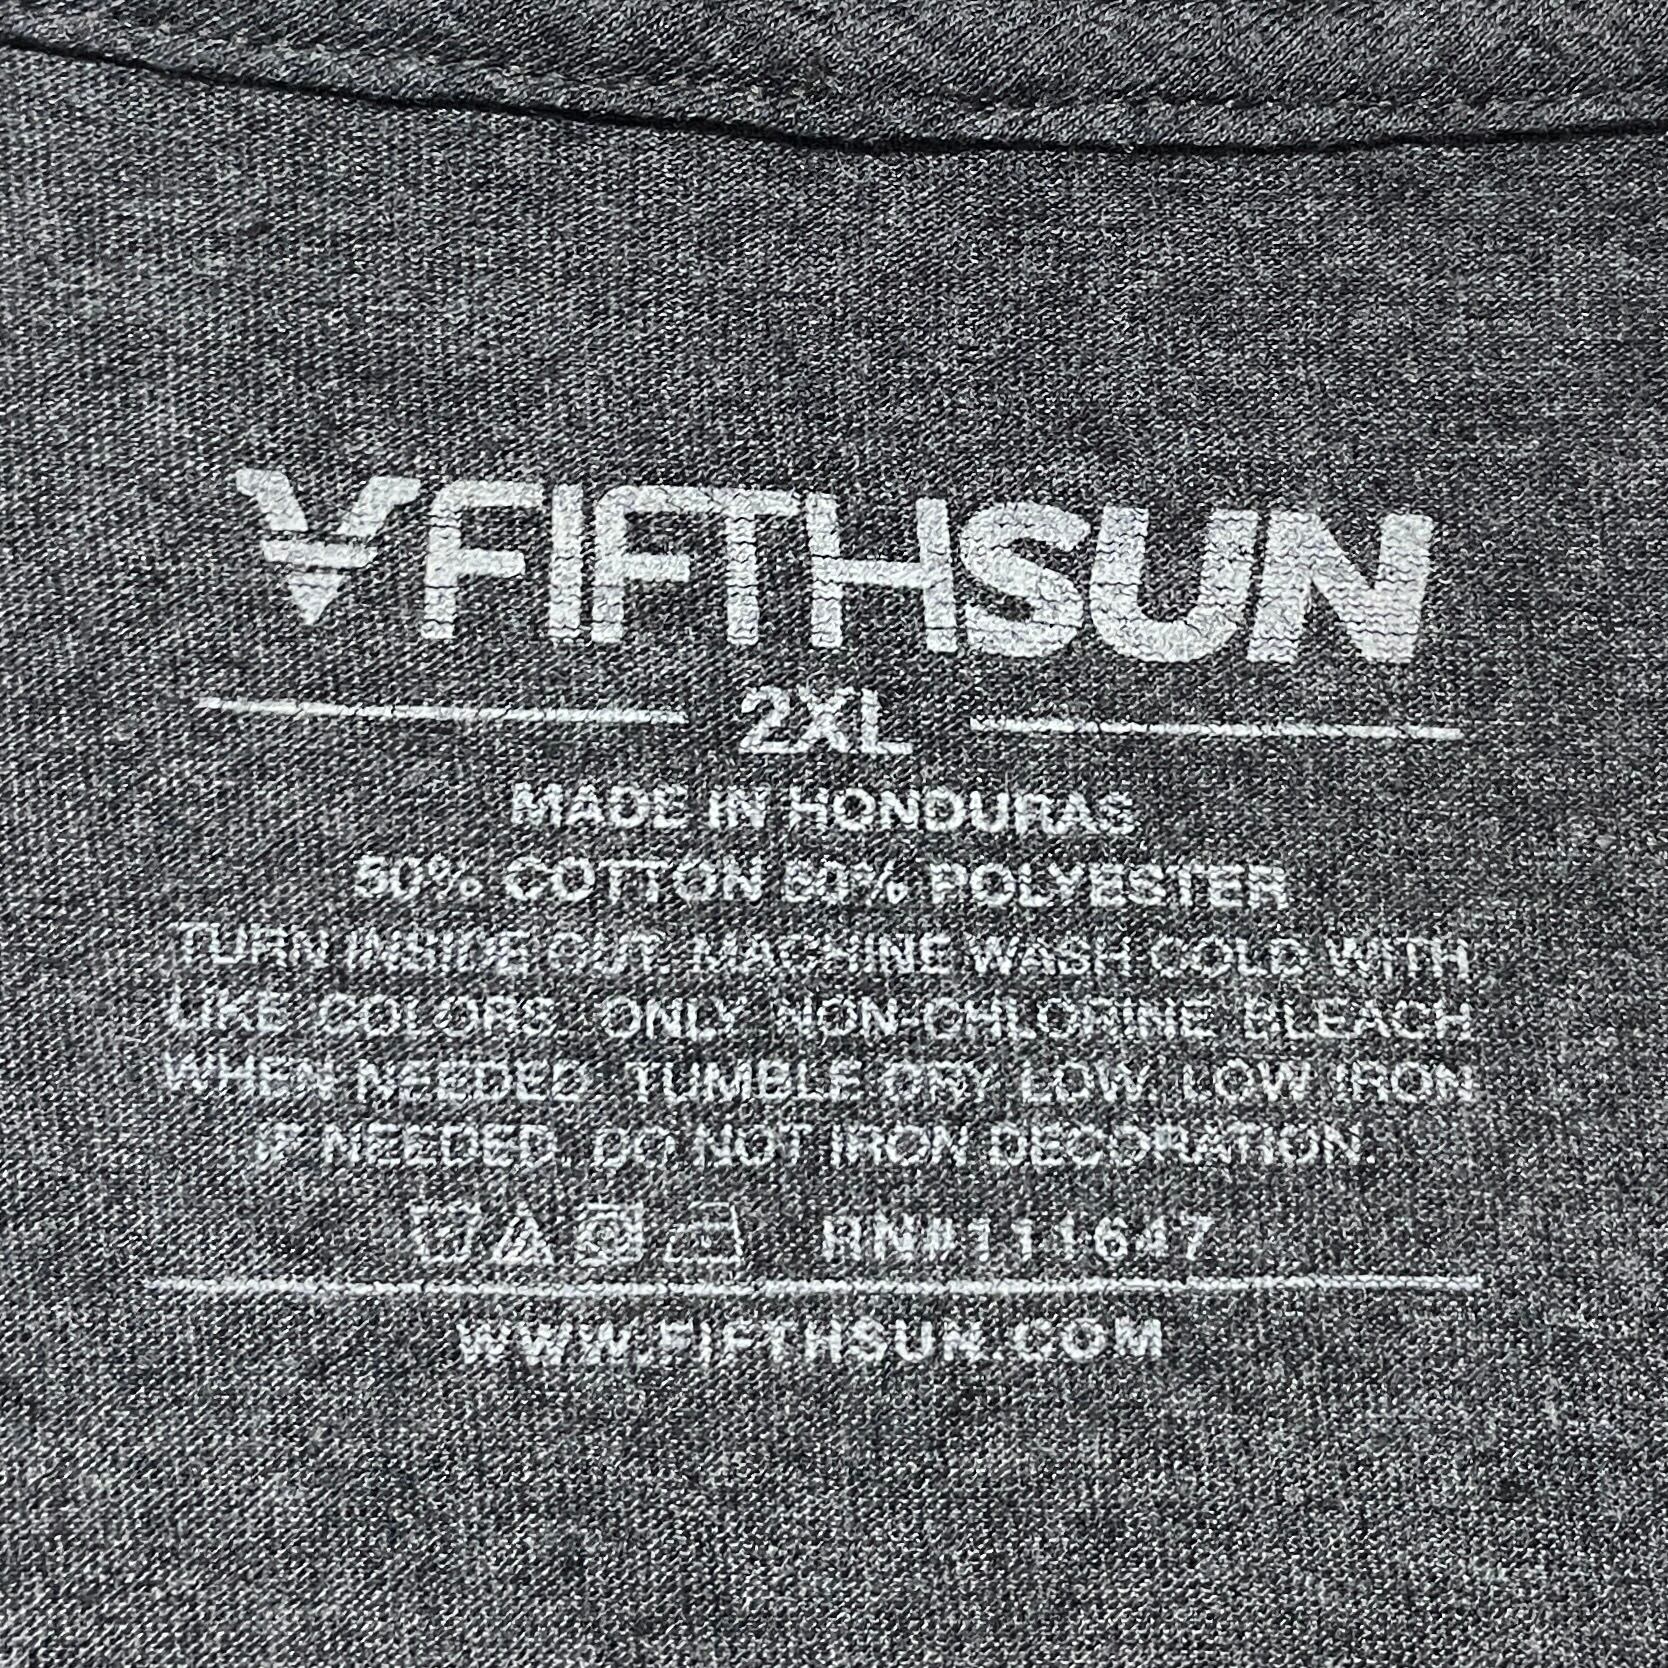 FIFTHSUN
2XL
MADE IN HONDURAS
50% COTTON 50% POLYESTER
TURN INSIDE OUT. MACHINE WASH COLD WITH
LIKE COLORS. ONLY NON-CHLORINE BLEACH
WHEN NEEDED. TUMBLE DRY LOW. LOW IRON
IF NEEDED. DO NOT IRON DECORATION.
RN#111647
WWW.FIFTHSUN.COM